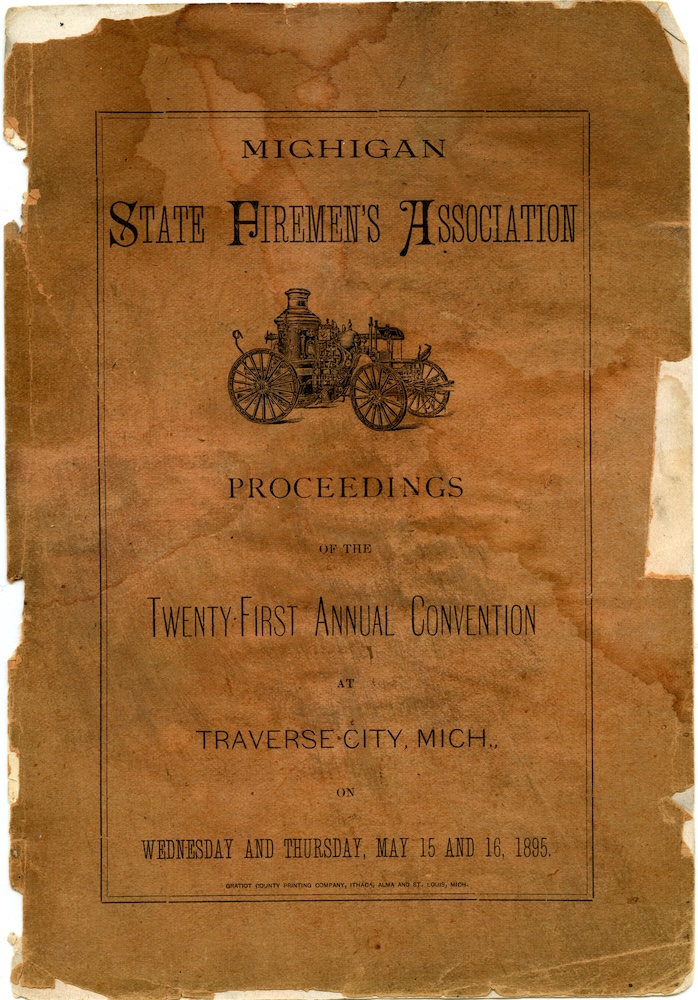 MICHIGAN
STATE FIREMEN'S ASSOCIATION
PROCEEDINGS
OF THE
TWENTY-FIRST ANNUAL CONVENTION
AT
TRAVERSE CITY, MICH.,
ON
WEDNESDAY AND THURSDAY, MAY 15 AND 16, 1895.
GRATIOT COUNTY PRINTING COMPANY, ITHACA, ALMA AND ST. LOUIS, MICH.